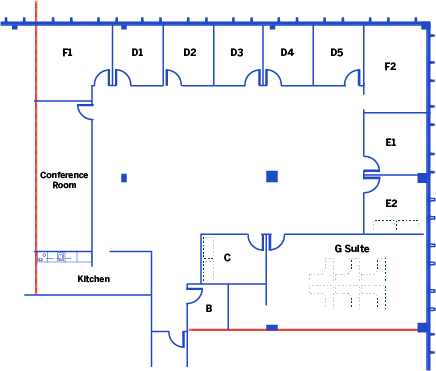 F1
D1
D2
D3
D4
D5
F2
E1
Conference
Room
E2
G Suite
C
Kitchen
B